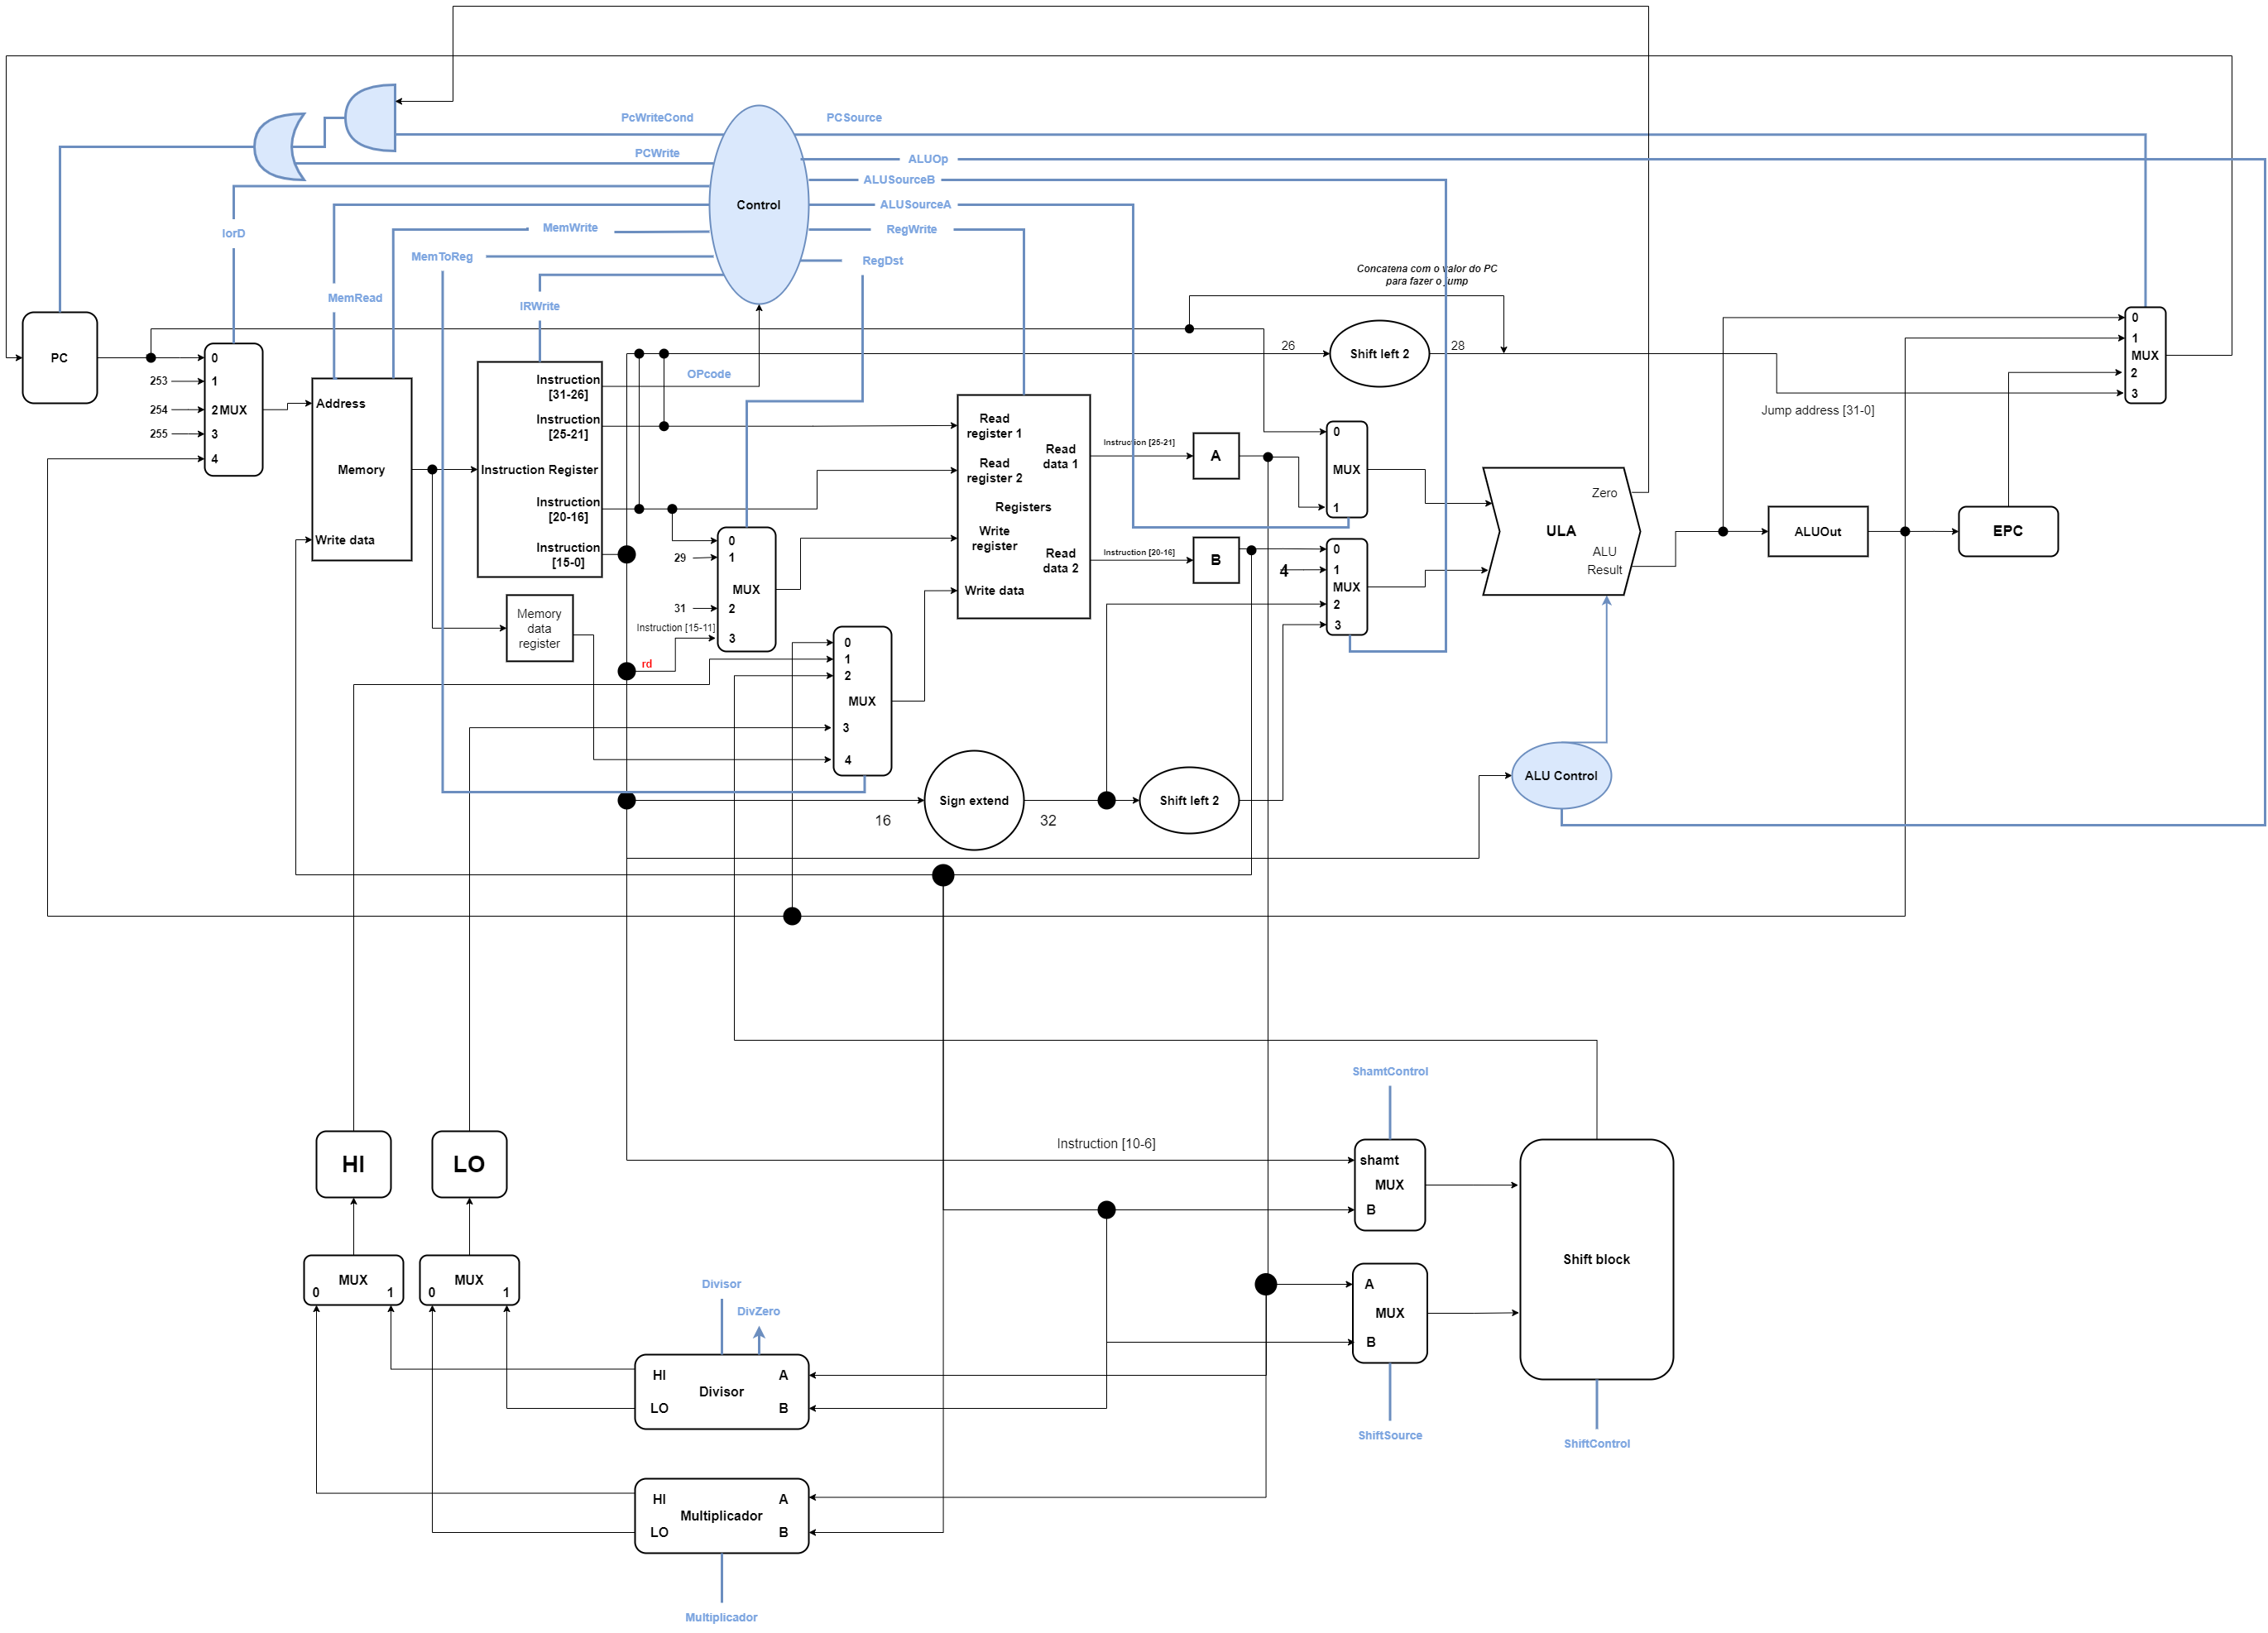 PcWriteCond
PCSource
PCWrite
ALUOp
ALUSourceB
Control
ALUSourceA
IorD
MemWrite
RegWrite
MemToReg
RegDst
MemRead
IRWrite
Concatena com o valor do PC
para fazer o jump
PC
0
253
1
254
2
MUX
255
3
4
Address
Memory
Write data
Instruction
[31-26]
OPcode
Instruction
[25-21]
Instruction Register
Instruction
[20-16]
Instruction
[15-0]
Memory
data
register
0
29
1
MUX
31
2
Instruction [15-11]
3
rd
0
1
2
MUX
3
4
Read
register 1
Read
data 1
Read
register 2
Registers
Write
register
Read
data 2
Write data
Instruction [25-21]
A
Instruction [20-16]
B
26
Shift left 2
28
0
MUX
1
0
4
1
MUX
2
3
Zero
ULA
ALU
Result
ALUOut
EPC
0
1
MUX
2
3
Jump address [31-0]
ALU Control
Sign extend
16
32
Shift left 2
ShamtControl
Instruction [10-6]
shamt
MUX
B
HI
LO
Shift block
MUX
0
1
MUX
0
1
A
MUX
B
Divisor
DivZero
HI
A
Divisor
LO
B
ShiftSource
ShiftControl
HI
A
Multiplicador
LO
B
Multiplicador